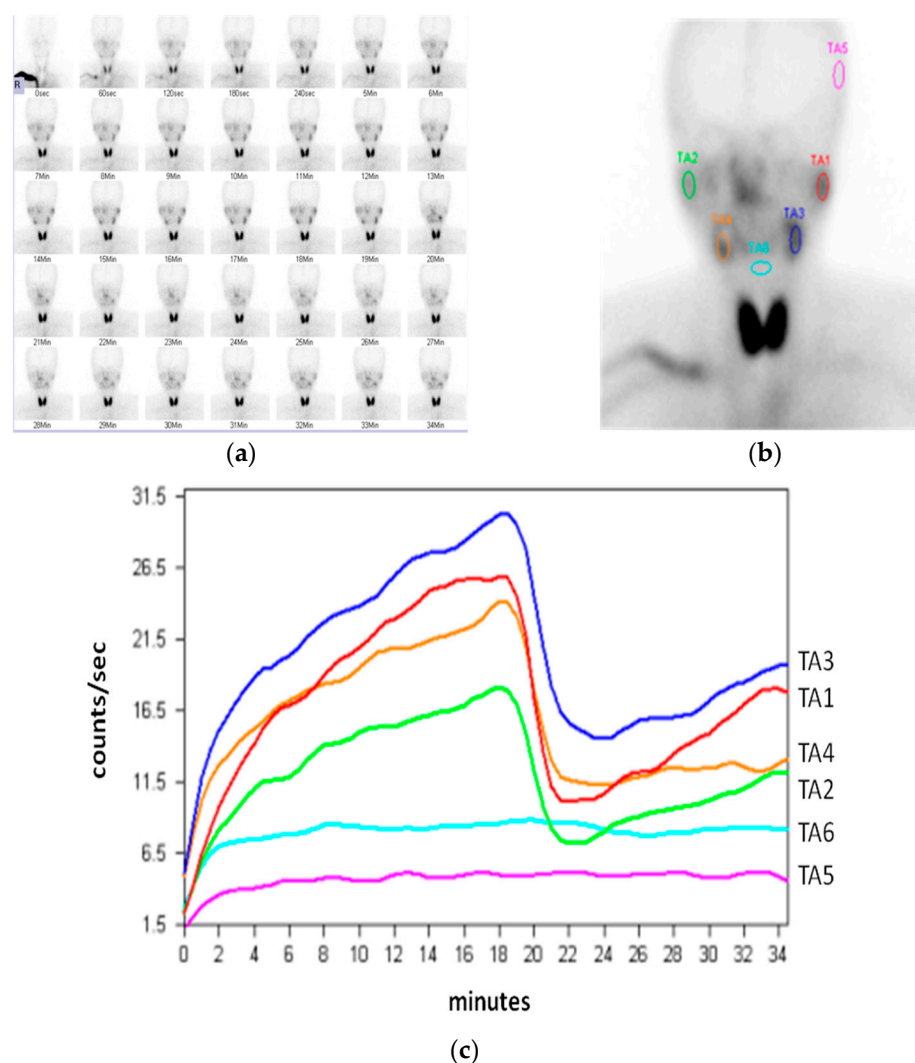 R
0sec 60sec 120sec 180sec 240sec 5Min 6Min
7Min 8Min 9Min 10Min 11Min 12Min 13Min
14Min 15Min 16Min 17Min 18Min 19Min 20Min
21Min 22Min 23Min 24Min 25Min 26Min 27Min
28Min 29Min 30Min 31Min 32Min 33Min 34Min
(a)
TA5
TA2 TA1
TA4 TA3
TA6
(b)
31.5
26.5
21.5
16.5
11.5
6.5
1.5
counts/sec
TA3
TA1
TA4
TA2
TA6
TA5
0 2 4 6 8 10 12 14 16 18 20 22 24 26 28 30 32 34
minutes
(c)